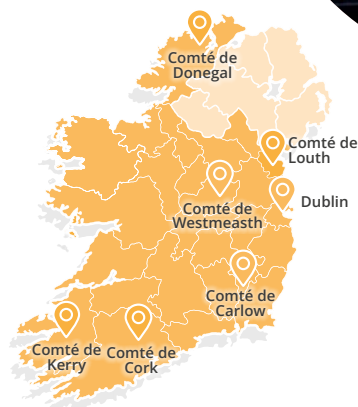 Comté de
Donegal
Comté de
Louth
Comté de
Westmeasth
Dublin
Comté de
Carlow
Comté de
Kerry
Comté de
Cork